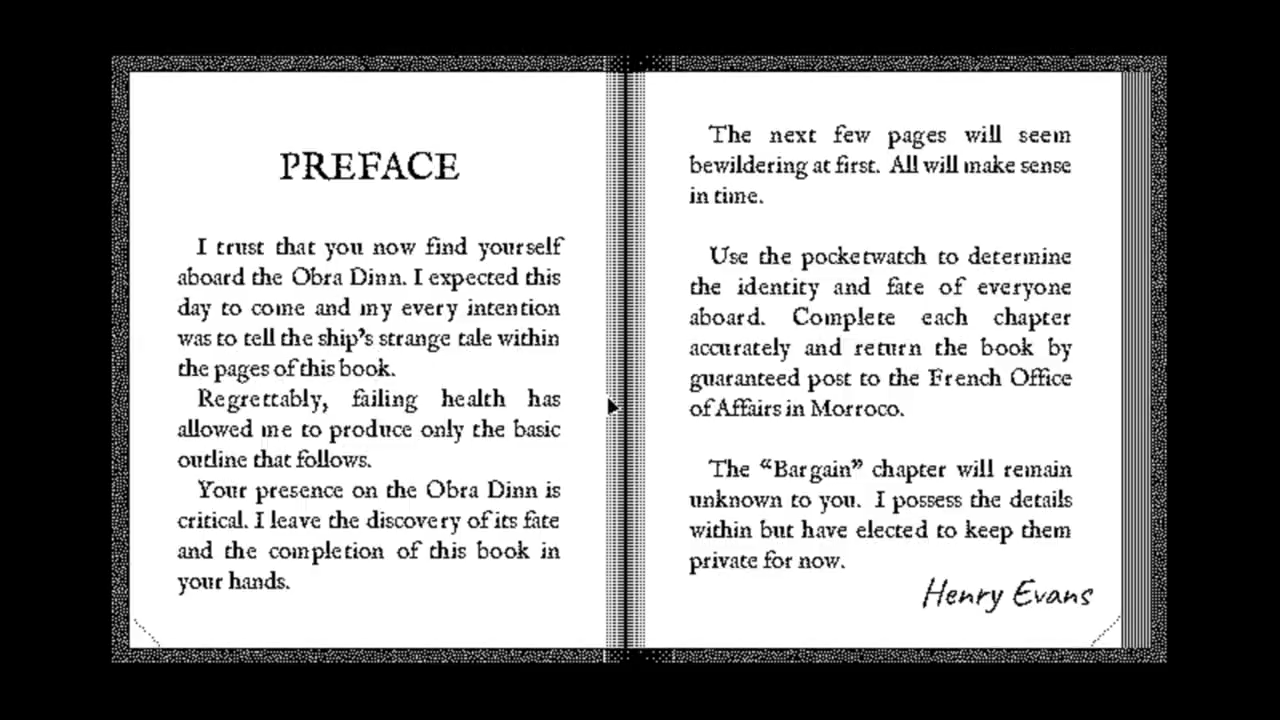 PREFACE
I trust that you now find yourself
aboard the Obra Dinn. I expected this
day to come and my every intention
was to tell the ship's strange tale within
the pages of this book.
Regrettably, failing health has
allowed me to produce only the basic
outline that follows.
Your presence on the Obra Dinn is
critical. I leave the discovery of its fate
and the completion of this book in
your hands.
The next few pages will seem
bewildering at first. All will make sense
in time.
Use the pocketwatch to determine
the identity and fate of everyone
aboard. Complete each chapter
accurately and return the book by
guaranteed post to the French Office
of Affairs in Morroco.
The “Bargain” chapter will remain
unknown to you. I possess the details
within but have elected to keep them
private for now.
Henry Evans